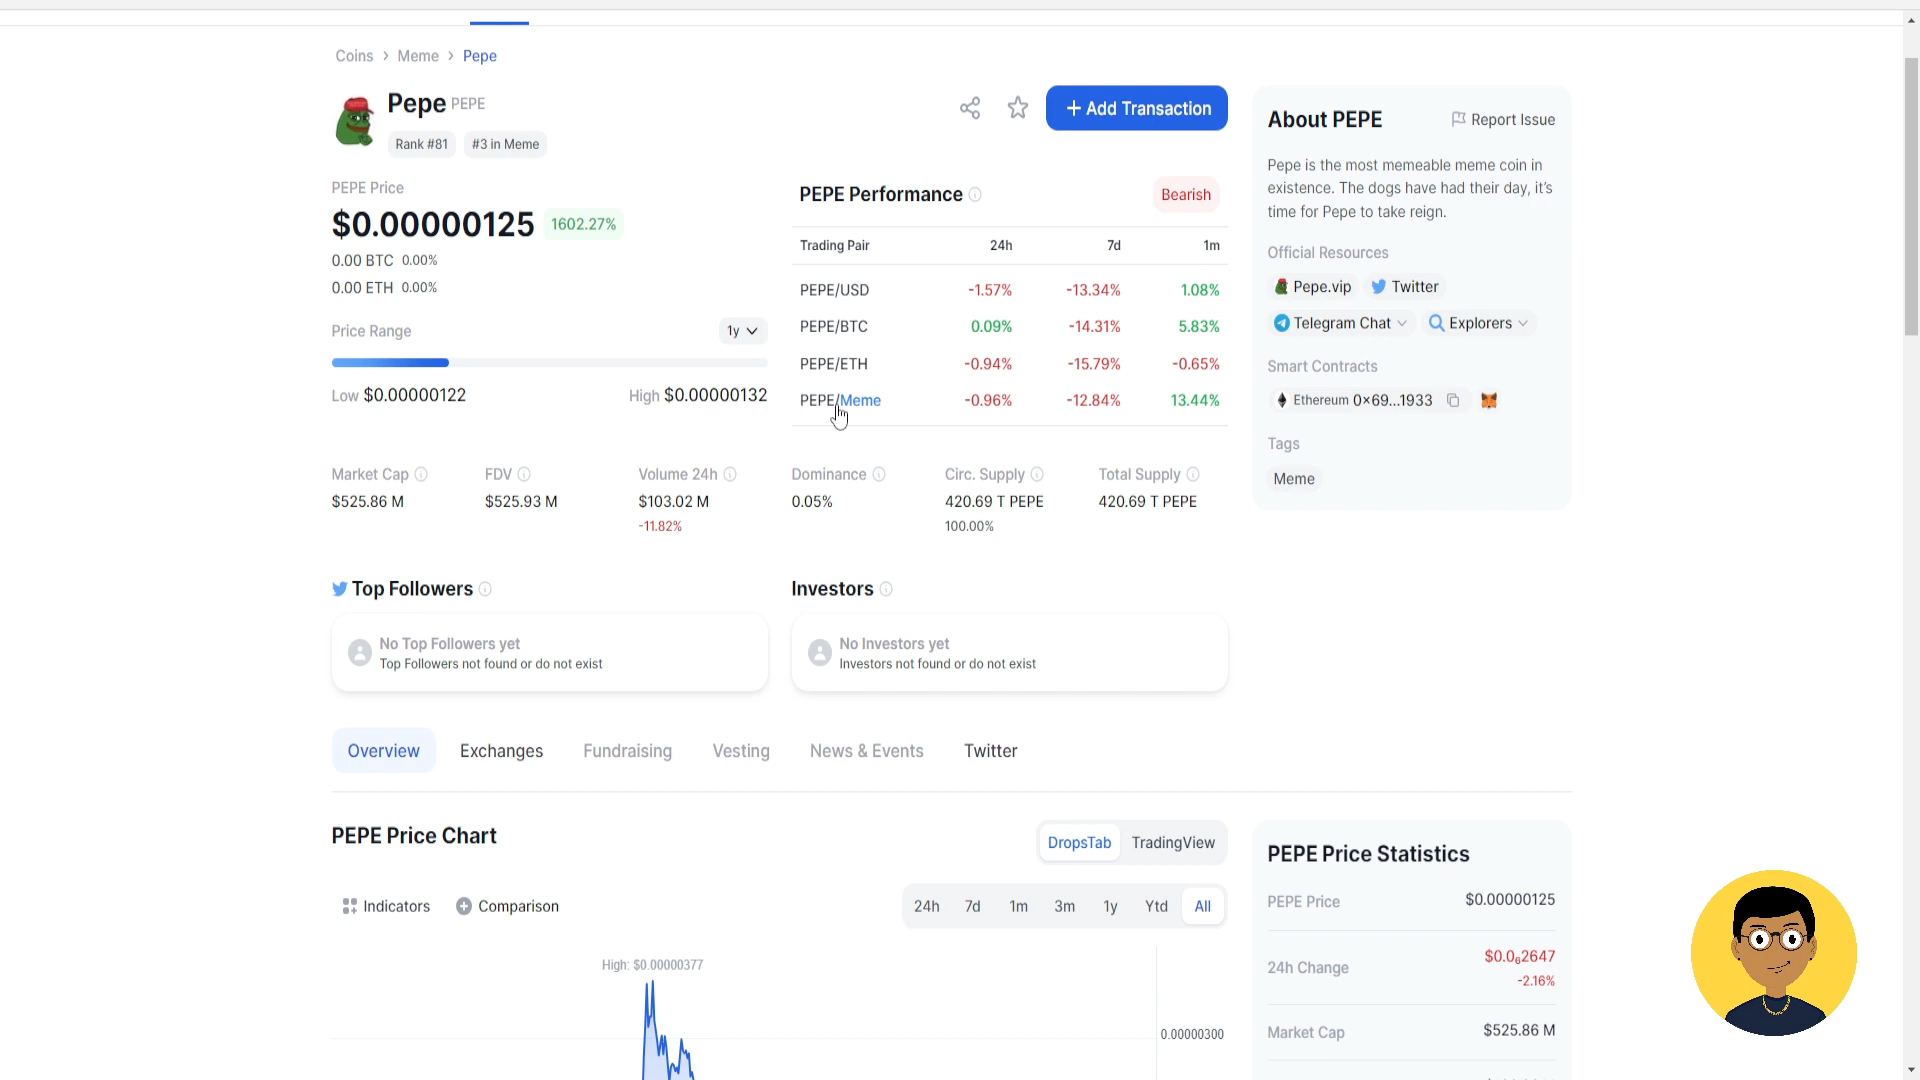 Coins > Meme > Pepe
Pepe PEPE
Rank #81 #3 in Meme
Add Transaction
PEPE Price
$0.00000125 1602.27%
0.00 BTC 0.00%
0.00 ETH 0.00%
Price Range 1y
Low $0.00000122 High $0.00000132
PEPE Performance Bearish
Trading Pair 24h 7d 1m
PEPE/USD -1.57% -13.34% 1.08%
PEPE/BTC 0.09% -14.31% 5.83%
PEPE/ETH -0.94% -15.79% -0.65%
PEPE/Meme -0.96% -12.84% 13.44%
About PEPE Report Issue
Pepe is the most memeable meme coin in
existence. The dogs have had their day, it's
time for Pepe to take reign.
Official Resources
Pepe.vip Twitter
Telegram Chat Explorers
Smart Contracts
Ethereum 0×69...1933
Tags
Meme
Market Cap FDV Volume 24h Dominance Circ. Supply Total Supply
$525.86 M $525.93 M $103.02 M 0.05% 420.69 T PEPE 420.69 T PEPE
-11.82% 100.00%
Top Followers
No Top Followers yet
Top Followers not found or do not exist
Investors
No Investors yet
Investors not found or do not exist
Overview Exchanges Fundraising Vesting News & Events Twitter
PEPE Price Chart DropsTab TradingView
Indicators Comparison 24h 7d 1m 3m 1y Ytd All
High: $0.00000377
0.00000300
PEPE Price Statistics
PEPE Price $0.00000125
24h Change $0.0₆2647
-2.16%
Market Cap $525.86 M